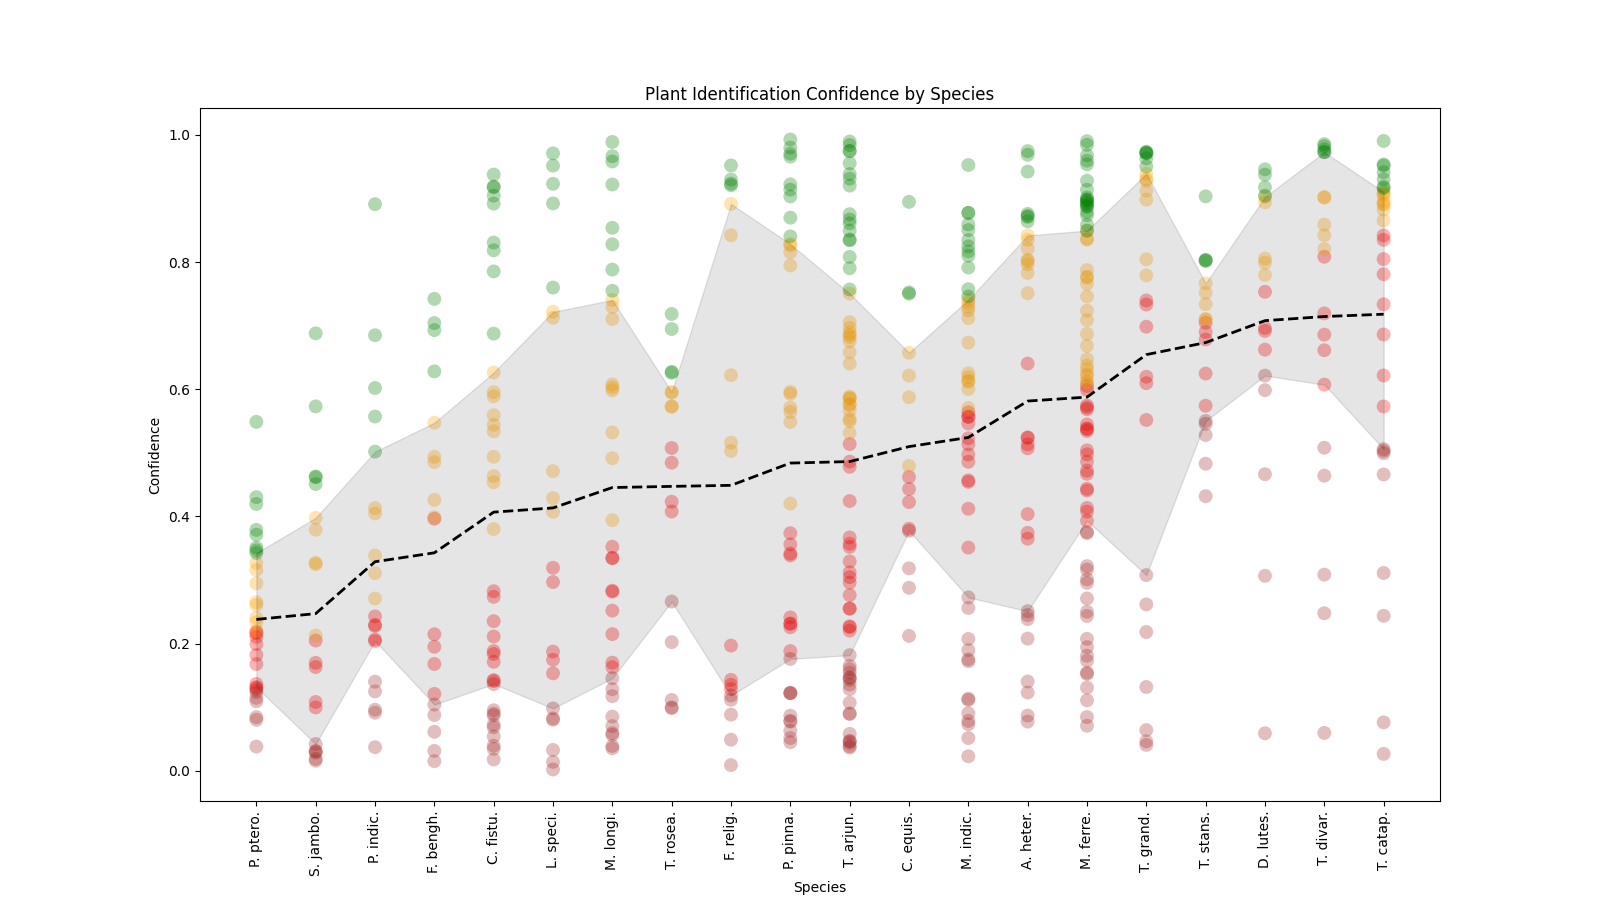 Plant Identification Confidence by Species
1.0
0.8
0.6
0.4
0.2
0.0
Confidence
P. ptero.
S. jambo.
P. indic.
F. bengh.
C. fistu.
L. speci.
M. longi.
T. rosea.
F. relig.
P. pinna.
T. arjun.
C. equis.
M. indic.
A. heter.
M. ferre.
T. grand.
T. stans.
D. lutes.
T. divar.
T. catap.
Species